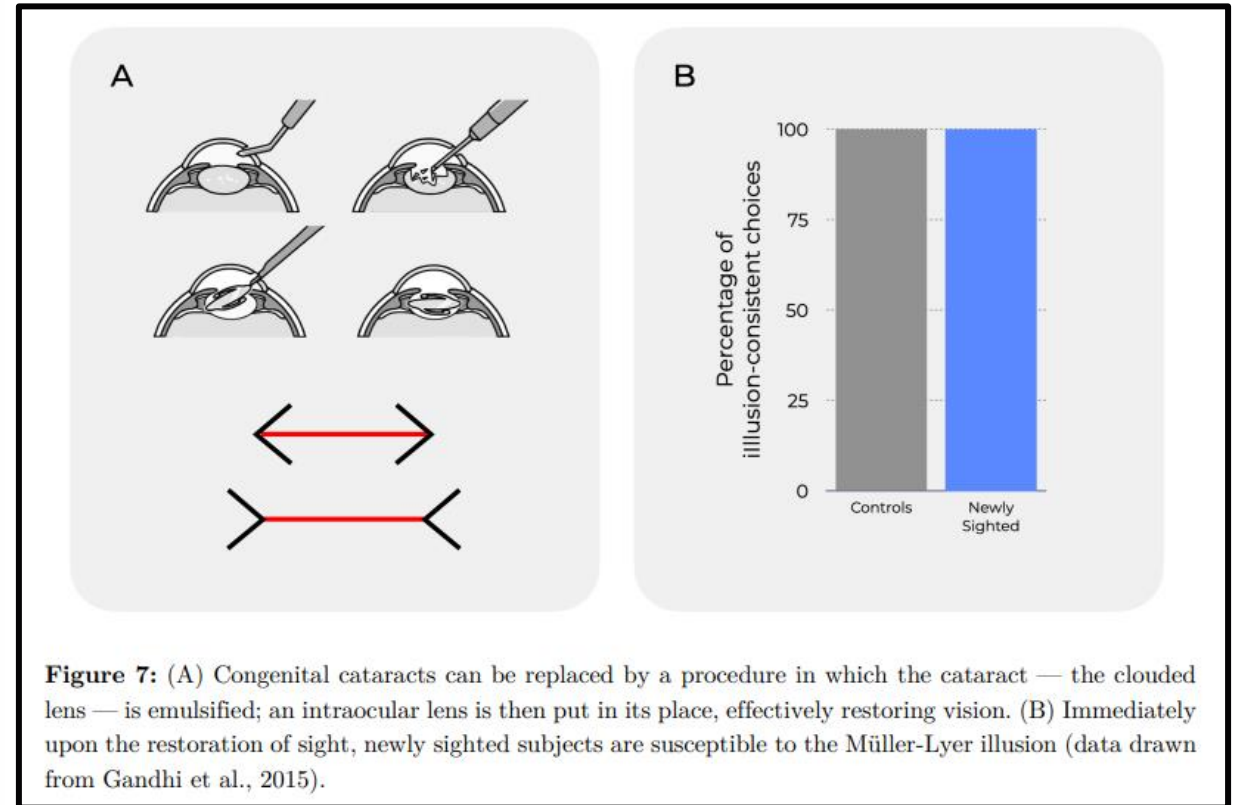 A
B
100
75
50
25
0
Percentage of
illlusion-consistent choices
Controls
Newly
Sighted
Figure 7: (A) Congenital cataracts can be replaced by a procedure in which the cataract — the clouded
lens — is emulsified; an intraocular lens is then put in its place, effectively restoring vision. (B) Immediately
upon the restoration of sight, newly sighted subjects are susceptible to the Müller-Lyer illusion (data drawn
from Gandhi et al., 2015).